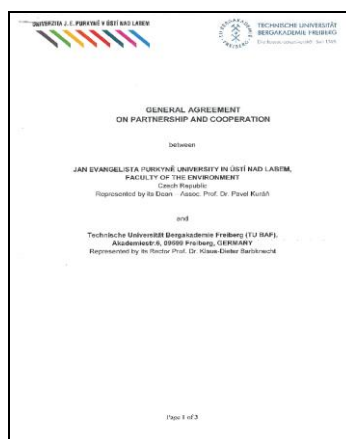 UNIVERZITA J. E. PURKYNĚ V ÚSTÍ NAD LABEM
TU BERGAKADEMIE FREIBERG
TECHNISCHE UNIVERSITÄT
BERGAKADEMIE FREIBERG
GENERAL AGREEMENT
ON PARTNERSHIP AND COOPERATION
between
JAN EVANGELISTA PURKYNĚ UNIVERSITY IN ÚSTÍ NAD LABEM,
FACULTY OF THE ENVIRONMENT
Czech Republic
Represented by its Dean Assoc. Prof. Dr. Pavel Kuráň
and
Technische Universität Bergakademie Freiberg (TU BAF),
Akademiestr.6, 09599 Freiberg, GERMANY
Represented by its Rector Prof. Dr. Klaus-Dieter Barbknecht
Page 1 of 3